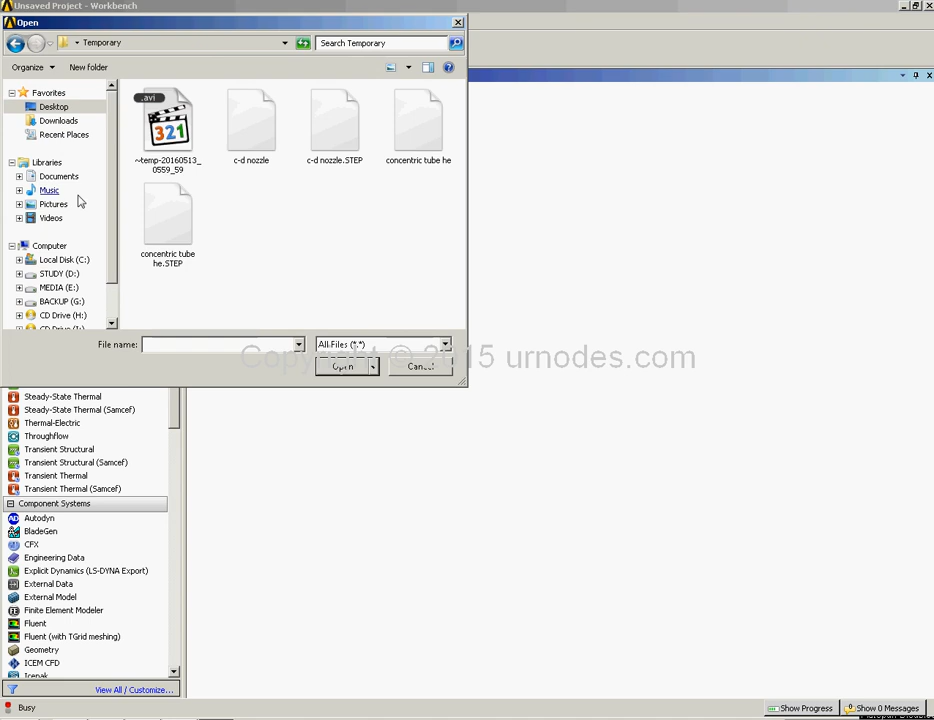 Unsaved Project - Workbench
Open
Temporary
Search Temporary
Organize
New folder
Favorites
Desktop
Downloads
Recent Places
Libraries
Documents
Music
Pictures
Videos
Computer
Local Disk (C:)
STUDY (D:)
MEDIA (E:)
BACKUP (G:)
CD Drive (H:)
CD Drive (I:)
.avi
321
~temp-20160513_
0559_59
c-d nozzle
c-d nozzle.STEP
concentric tube he
concentric tube
he.STEP
File name:
All Files (*.*)
Open
Cancel
Copyright © 2015 urnodes.com
Steady-State Thermal
Steady-State Thermal (Samcef)
Thermal-Electric
Throughflow
Transient Structural
Transient Structural (Samcef)
Transient Thermal
Transient Thermal (Samcef)
Component Systems
Autodyn
BladeGen
CFX
Engineering Data
Explicit Dynamics (LS-DYNA Export)
External Data
External Model
Finite Element Modeler
Fluent
Fluent (with TGrid meshing)
Geometry
ICEM CFD
Icepak
View All / Customize...
Busy
Show Progress
Show 0 Messages